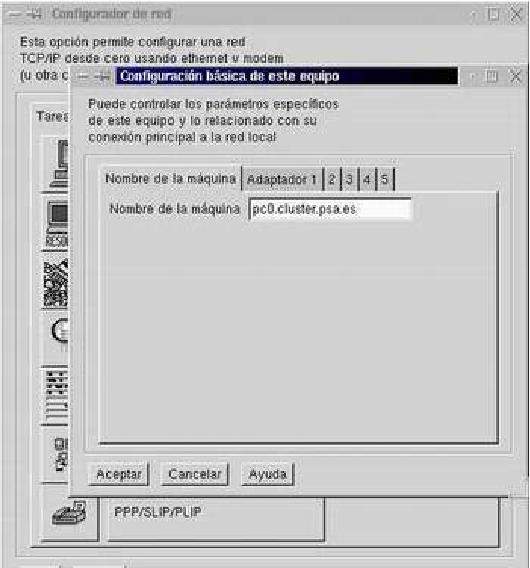 Configurador de red
Esta opción permite configurar una red
TCP/IP desde cero usando ethernet v modem
(u otra c
Configuración básica de este equipo
Puede controlar los parámetros específicos
de este equipo y lo relacionado con su
conexión principal a la red local
Tarea
Nombre de la máquina Adaptador 1 2 3 4 5
Nombre de la máquina pc0.cluster.psa.es
Aceptar Cancelar Ayuda
PPP/SLIP/PLIP